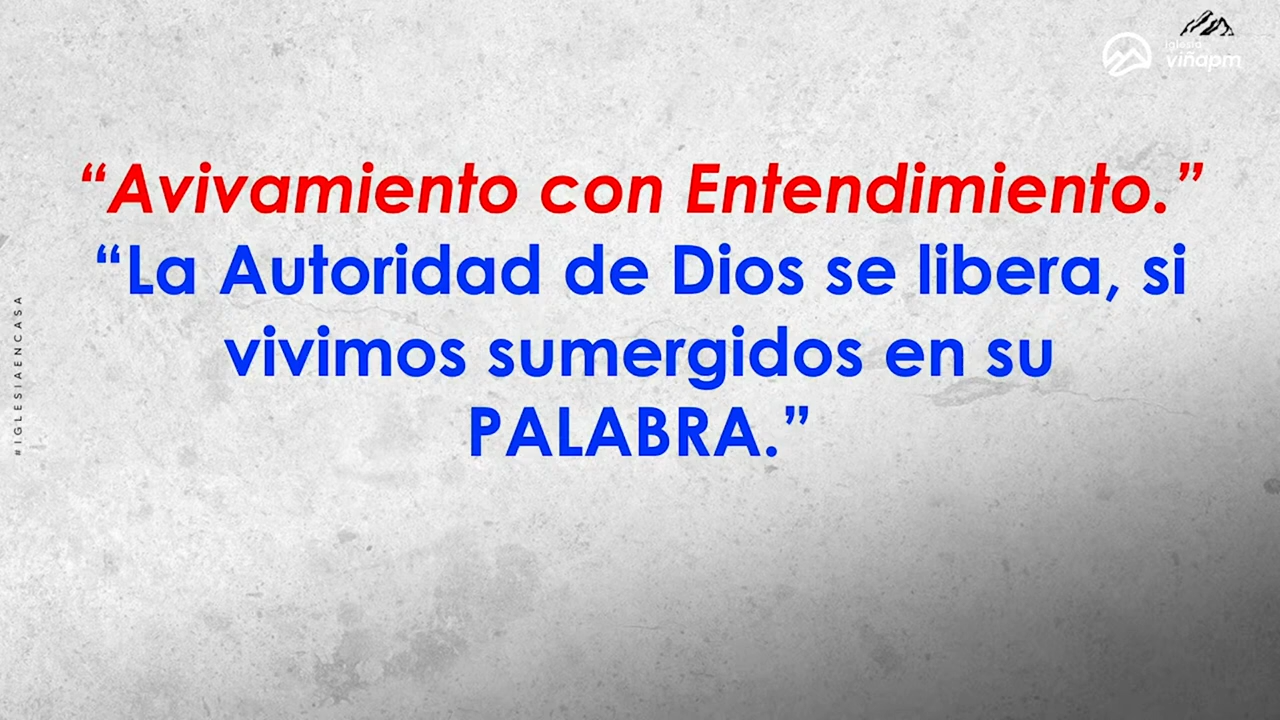 iglesia
viñapm
“Avivamiento con Entendimiento.”
“La Autoridad de Dios se libera, si
vivimos sumergidos en su
PALABRA.”
#IGLESIAENCASA